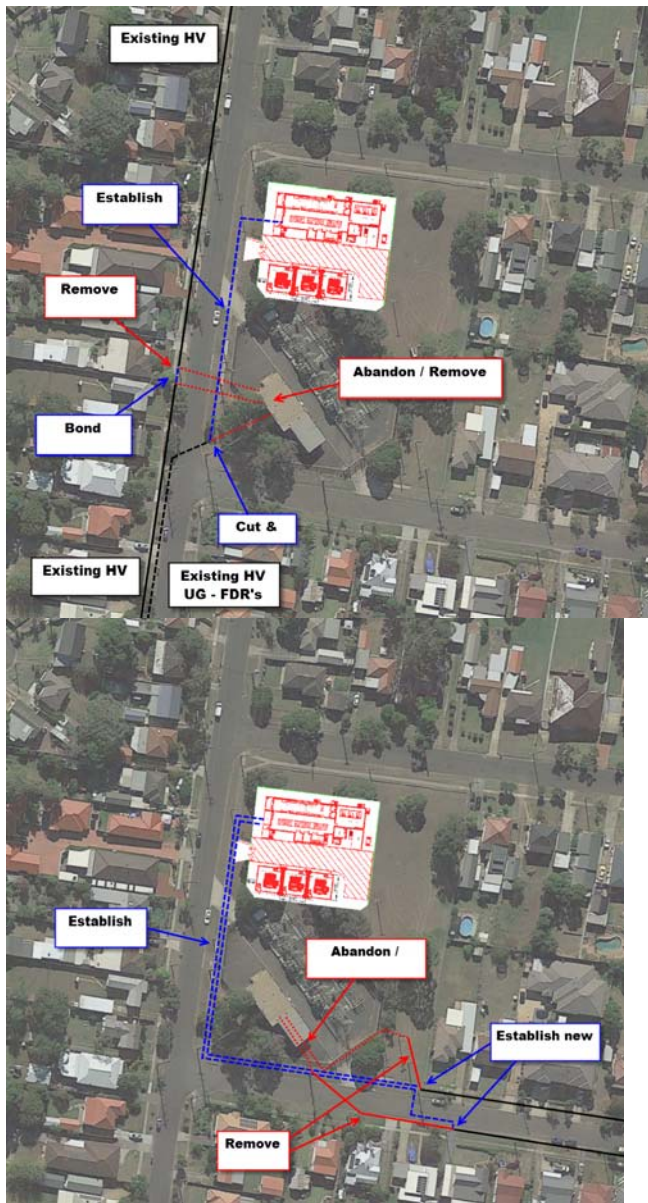 Existing HV
Establish
Remove
Abandon / Remove
Bond
Cut &
Existing HV
Existing HV
UG - FDR's
Establish
Abandon /
Establish new
Remove